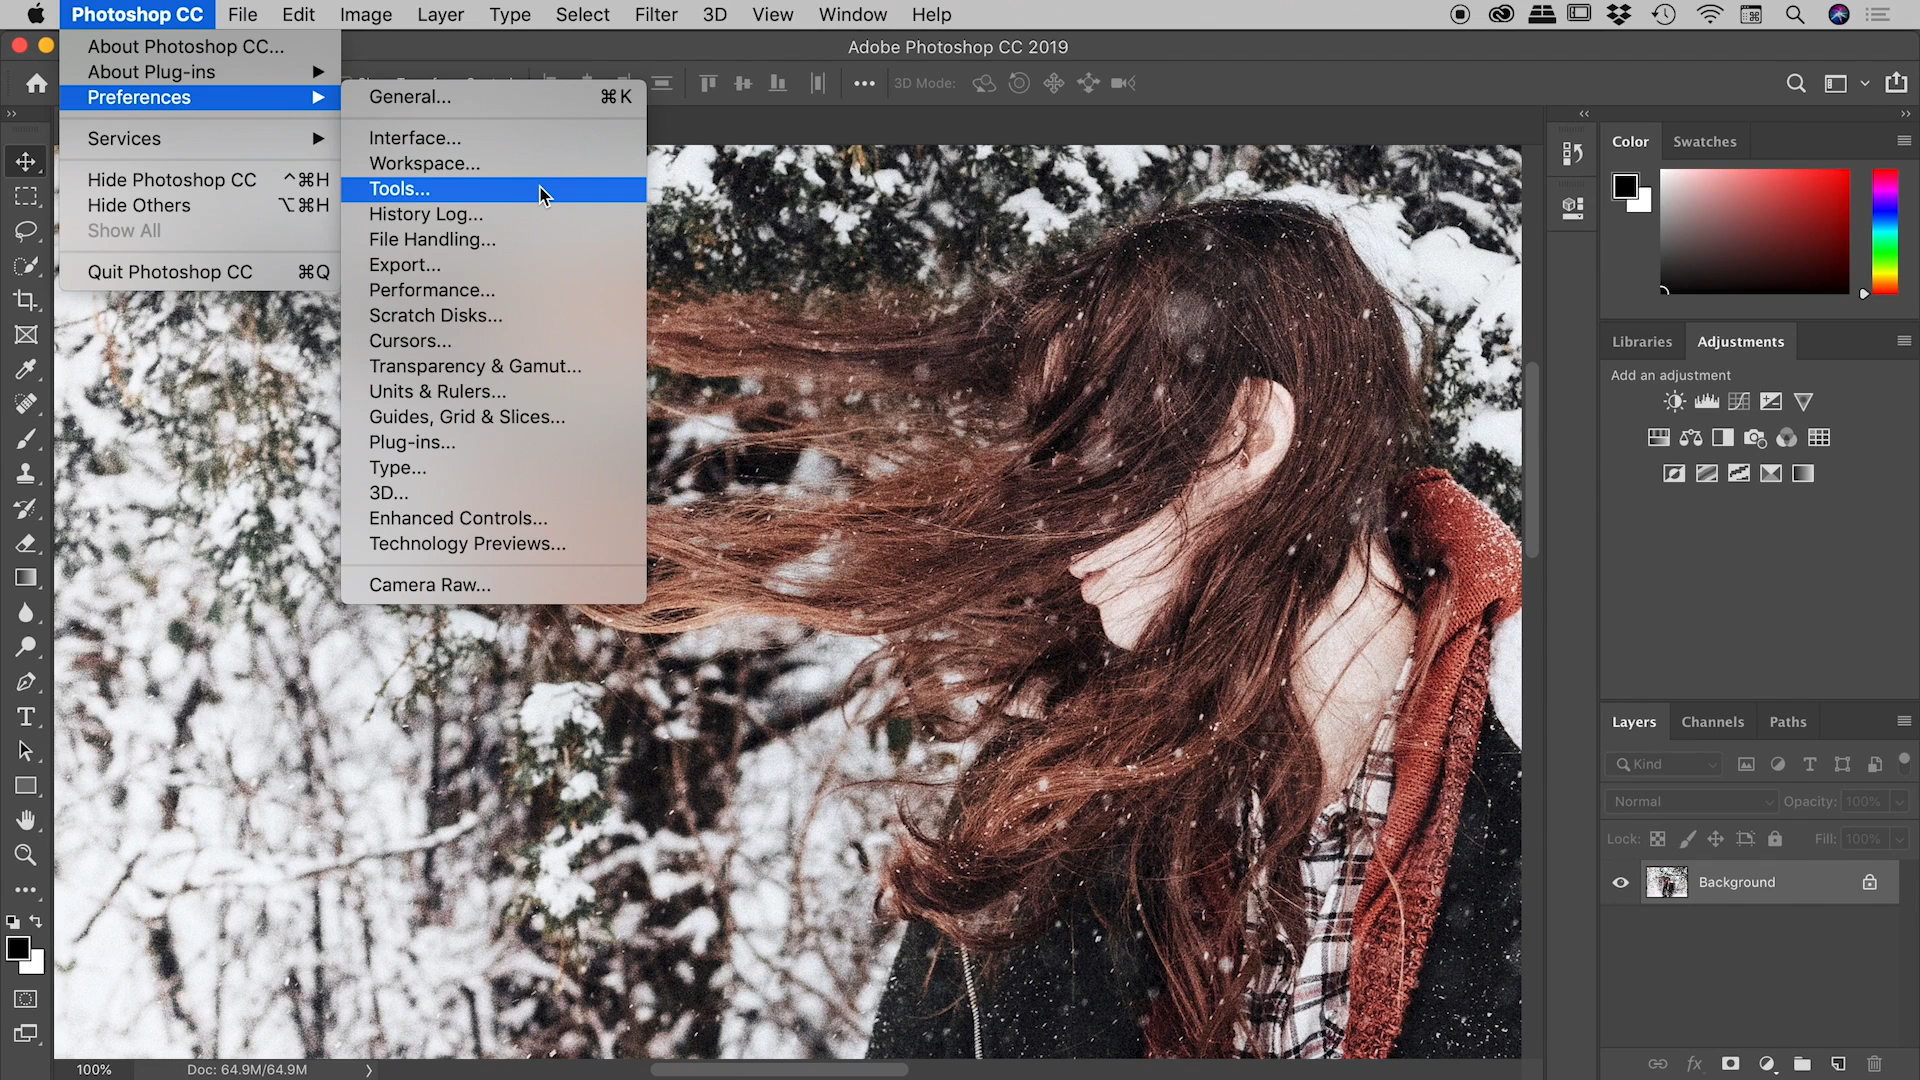 Photoshop CC File Edit Image Layer Type Select Filter 3D View Window Help
Adobe Photoshop CC 2019
About Photoshop CC...
About Plug-ins
Preferences
Services
Hide Photoshop CC ^⌘H
Hide Others ⌥⌘H
Show All
Quit Photoshop CC ⌘Q
General... ⌘K
Interface...
Workspace...
Tools...
History Log...
File Handling...
Export...
Performance...
Scratch Disks...
Cursors...
Transparency & Gamut...
Units & Rulers...
Guides, Grid & Slices...
Plug-ins...
Type...
3D...
Enhanced Controls...
Technology Previews...
Camera Raw...
3D Mode:
Color Swatches
Libraries Adjustments
Add an adjustment
Layers Channels Paths
Kind
Normal Opacity: 100%
Lock: Fill: 100%
Background
100% Doc: 64.9M/64.9M